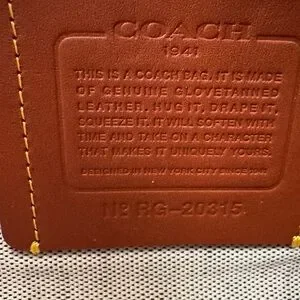 COACH
1941
THIS IS A COACH BAG. IT IS MADE
OF GENUINE GLOVETANNED
LEATHER. HUG IT, DRAPE IT,
SQUEEZE IT. IT WILL SOFTEN WITH
TIME AND TAKE ON A CHARACTER
THAT MAKES IT UNIQUELY YOURS.
DESIGNED IN NEW YORK CITY SINCE 1941
Nº RG-20315